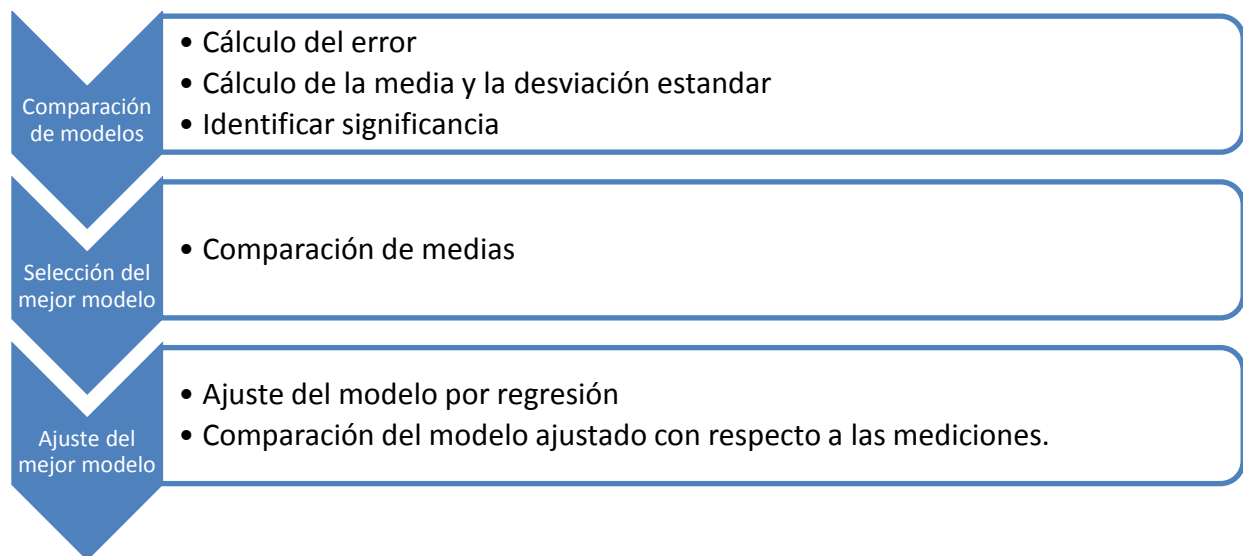 Comparación
de modelos
• Cálculo del error
• Cálculo de la media y la desviación estandar
• Identificar significancia
Selección del
mejor modelo
• Comparación de medias
Ajuste del
mejor modelo
• Ajuste del modelo por regresión
• Comparación del modelo ajustado con respecto a las mediciones.